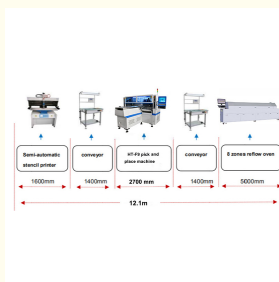 Semi-automatic
stencil printer
conveyor
HT-F9 pick and
place machine
conveyor
8 zones reflow oven
1600mm
1400mm
2700 mm
1400mm
5000mm
12.1m